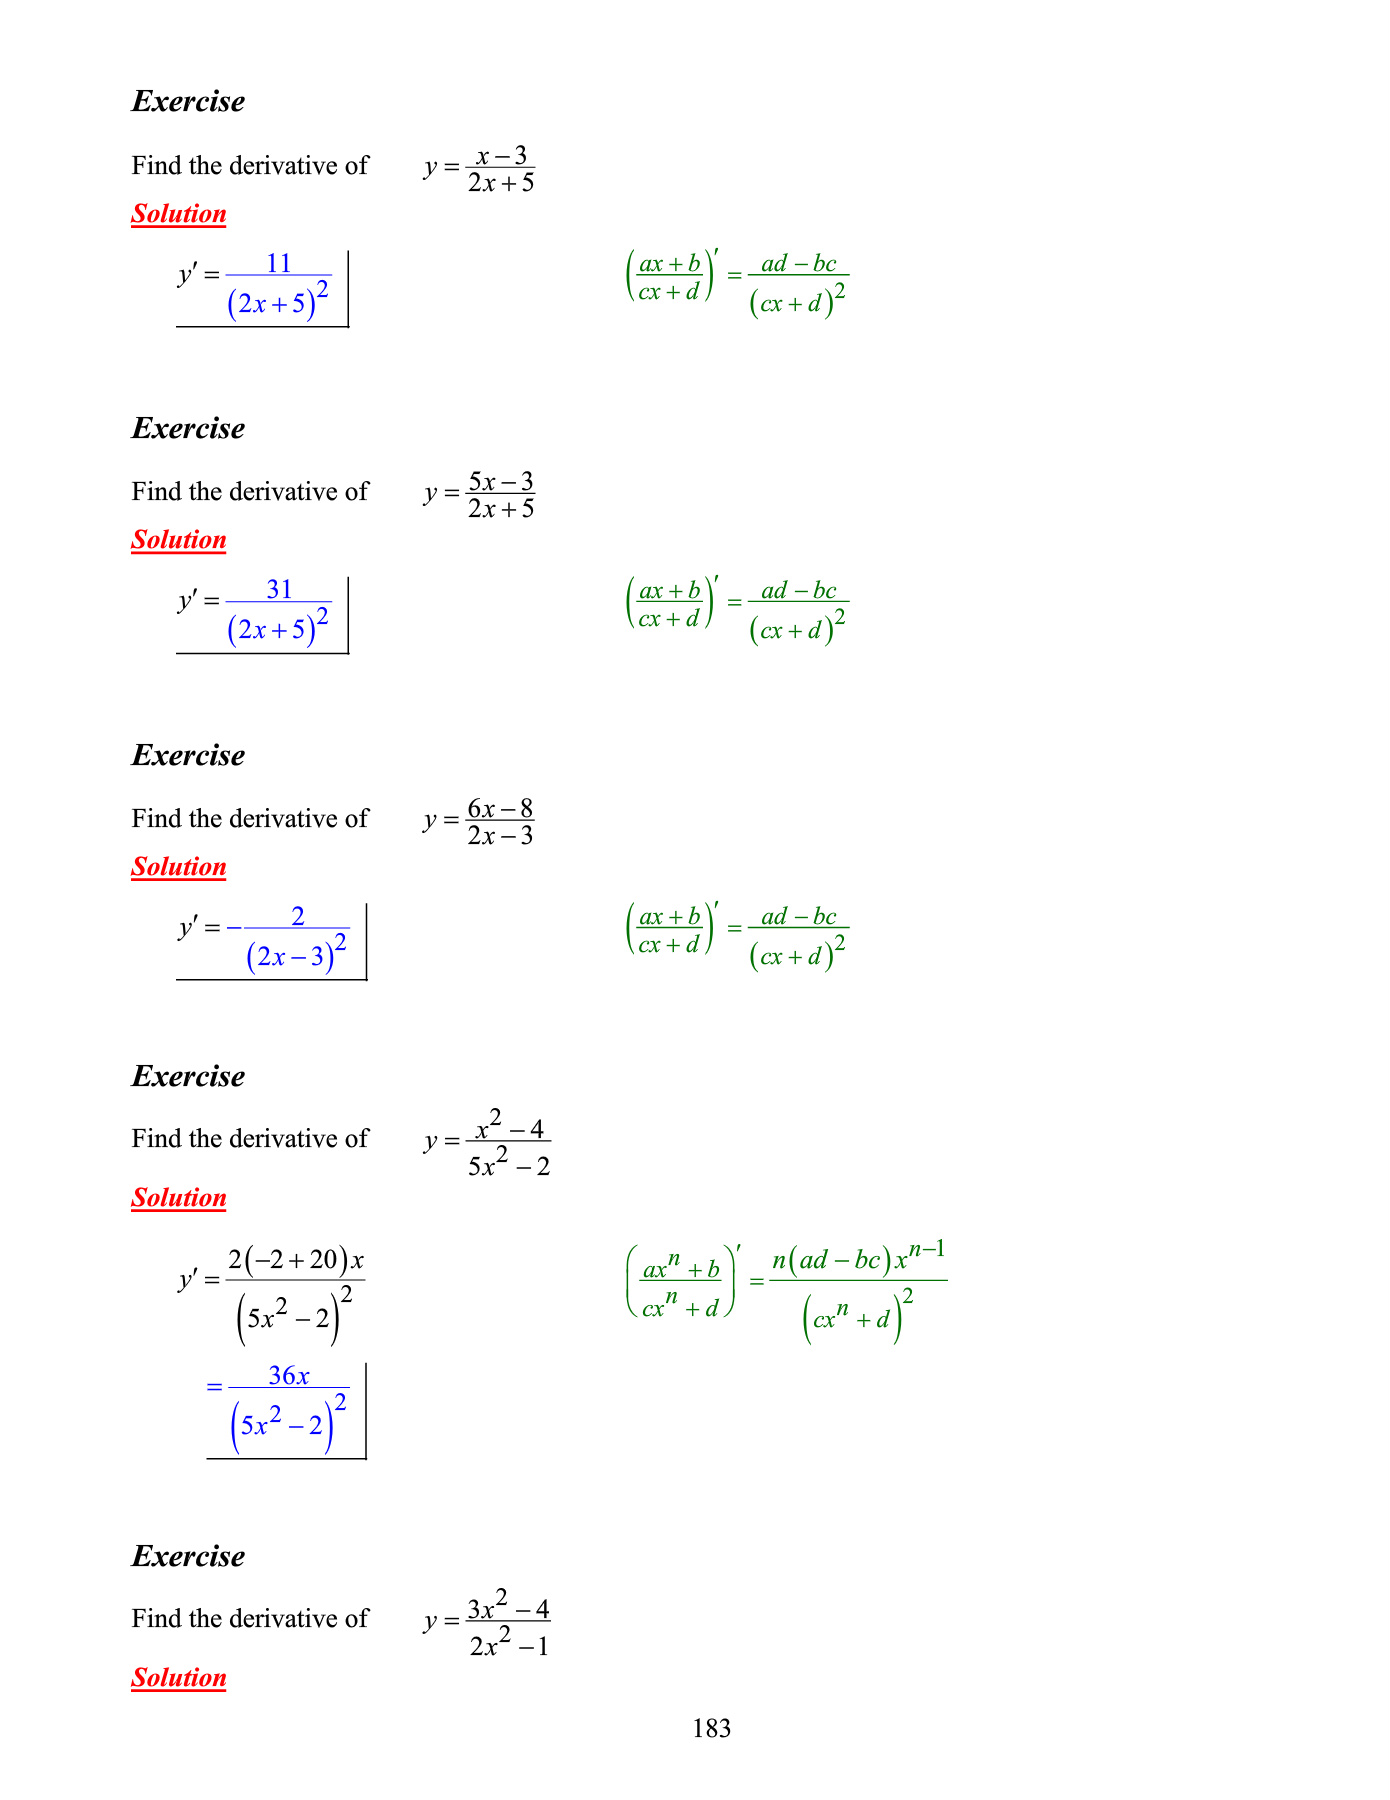 Exercise
Find the derivative of y = \frac{x-3}{2x+5}
Solution
y' = \frac{11}{(2x+5)^2} \left(\frac{ax+b}{cx+d}\right)' = \frac{ad-bc}{(cx+d)^2}
Exercise
Find the derivative of y = \frac{5x-3}{2x+5}
Solution
y' = \frac{31}{(2x+5)^2} \left(\frac{ax+b}{cx+d}\right)' = \frac{ad-bc}{(cx+d)^2}
Exercise
Find the derivative of y = \frac{6x-8}{2x-3}
Solution
y' = -\frac{2}{(2x-3)^2} \left(\frac{ax+b}{cx+d}\right)' = \frac{ad-bc}{(cx+d)^2}
Exercise
Find the derivative of y = \frac{x^2-4}{5x^2-2}
Solution
y' = \frac{2(-2+20)x}{(5x^2-2)^2} \left(\frac{ax^n+b}{cx^n+d}\right)' = \frac{n(ad-bc)x^{n-1}}{(cx^n+d)^2}
= \frac{36x}{(5x^2-2)^2}
Exercise
Find the derivative of y = \frac{3x^2-4}{2x^2-1}
Solution
183